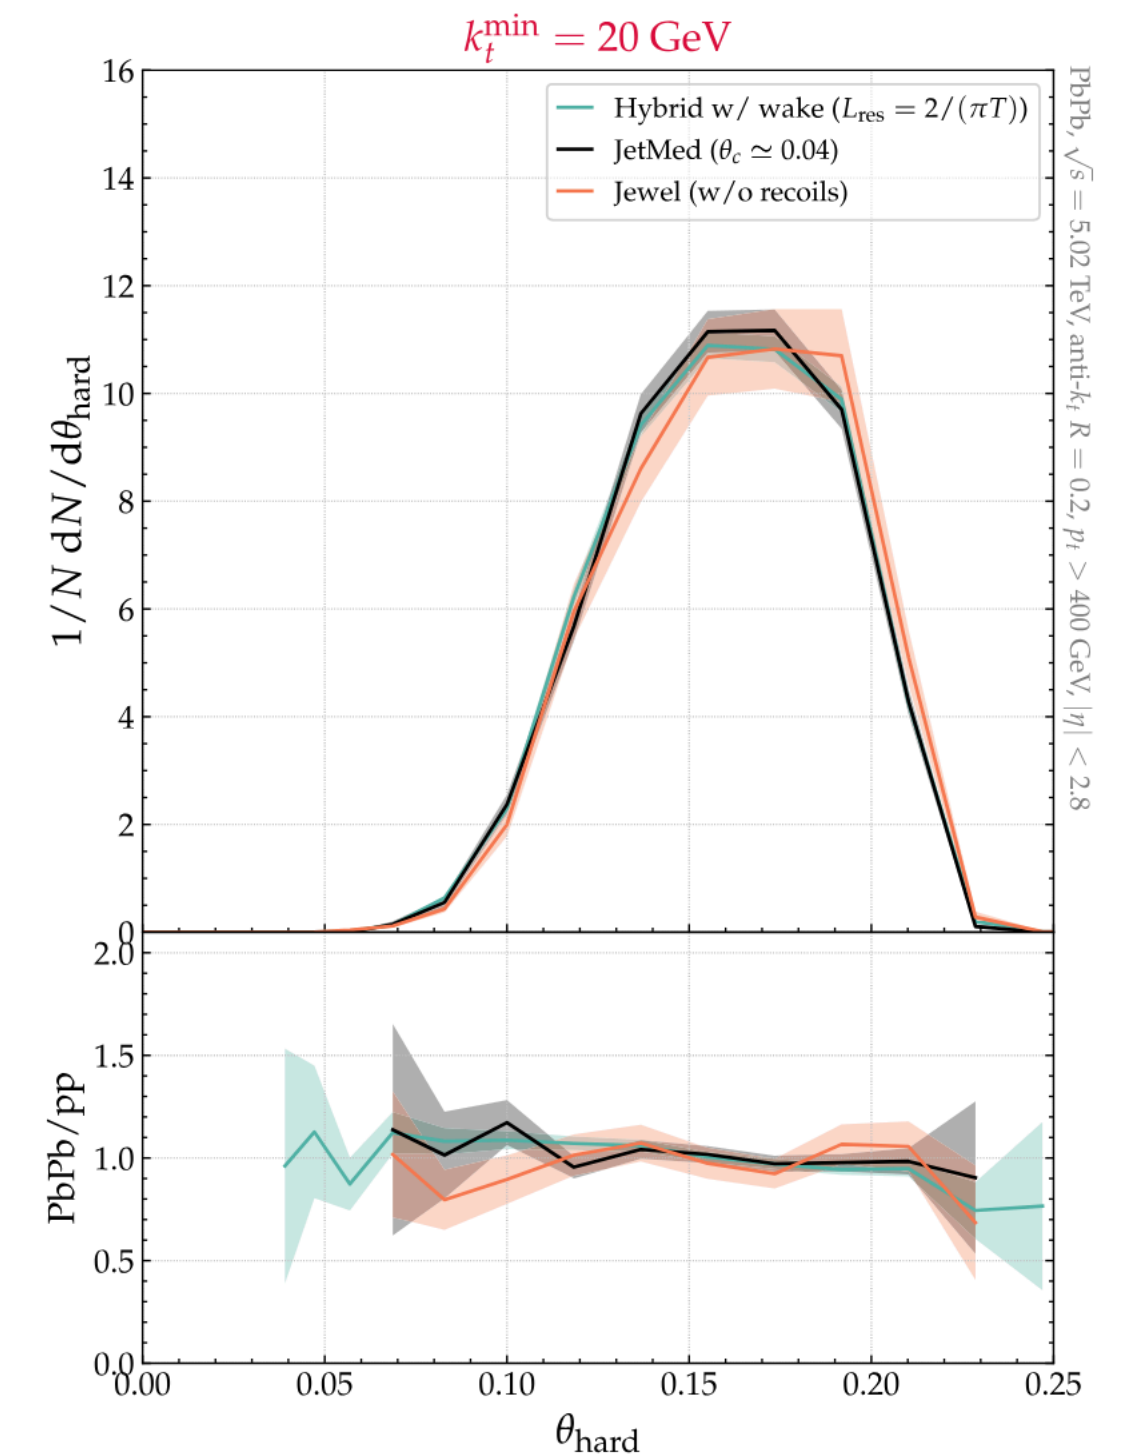 k_t^min = 20 GeV
16
14
12
10
8
6
4
2
0
1/N dN/dθ_hard
Hybrid w/ wake (L_res = 2/(πT))
JetMed (θ_c ≃ 0.04)
Jewel (w/o recoils)
PbPb, √s = 5.02 TeV, anti-k_t R = 0.2, p_t > 400 GeV, |η| < 2.8
2.0
1.5
1.0
0.5
0.0
PbPb/pp
0.00 0.05 0.10 0.15 0.20 0.25
θ_hard